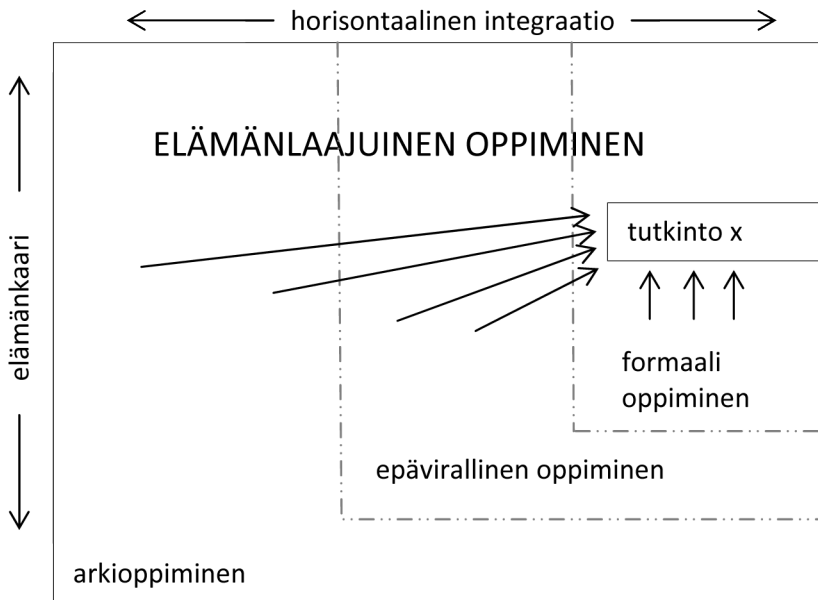 horisontaalinen integraatio
ELÄMÄNLAAJUINEN OPPIMINEN
elämänkaari
tutkinto x
formaali
oppiminen
epävirallinen oppiminen
arkioppiminen